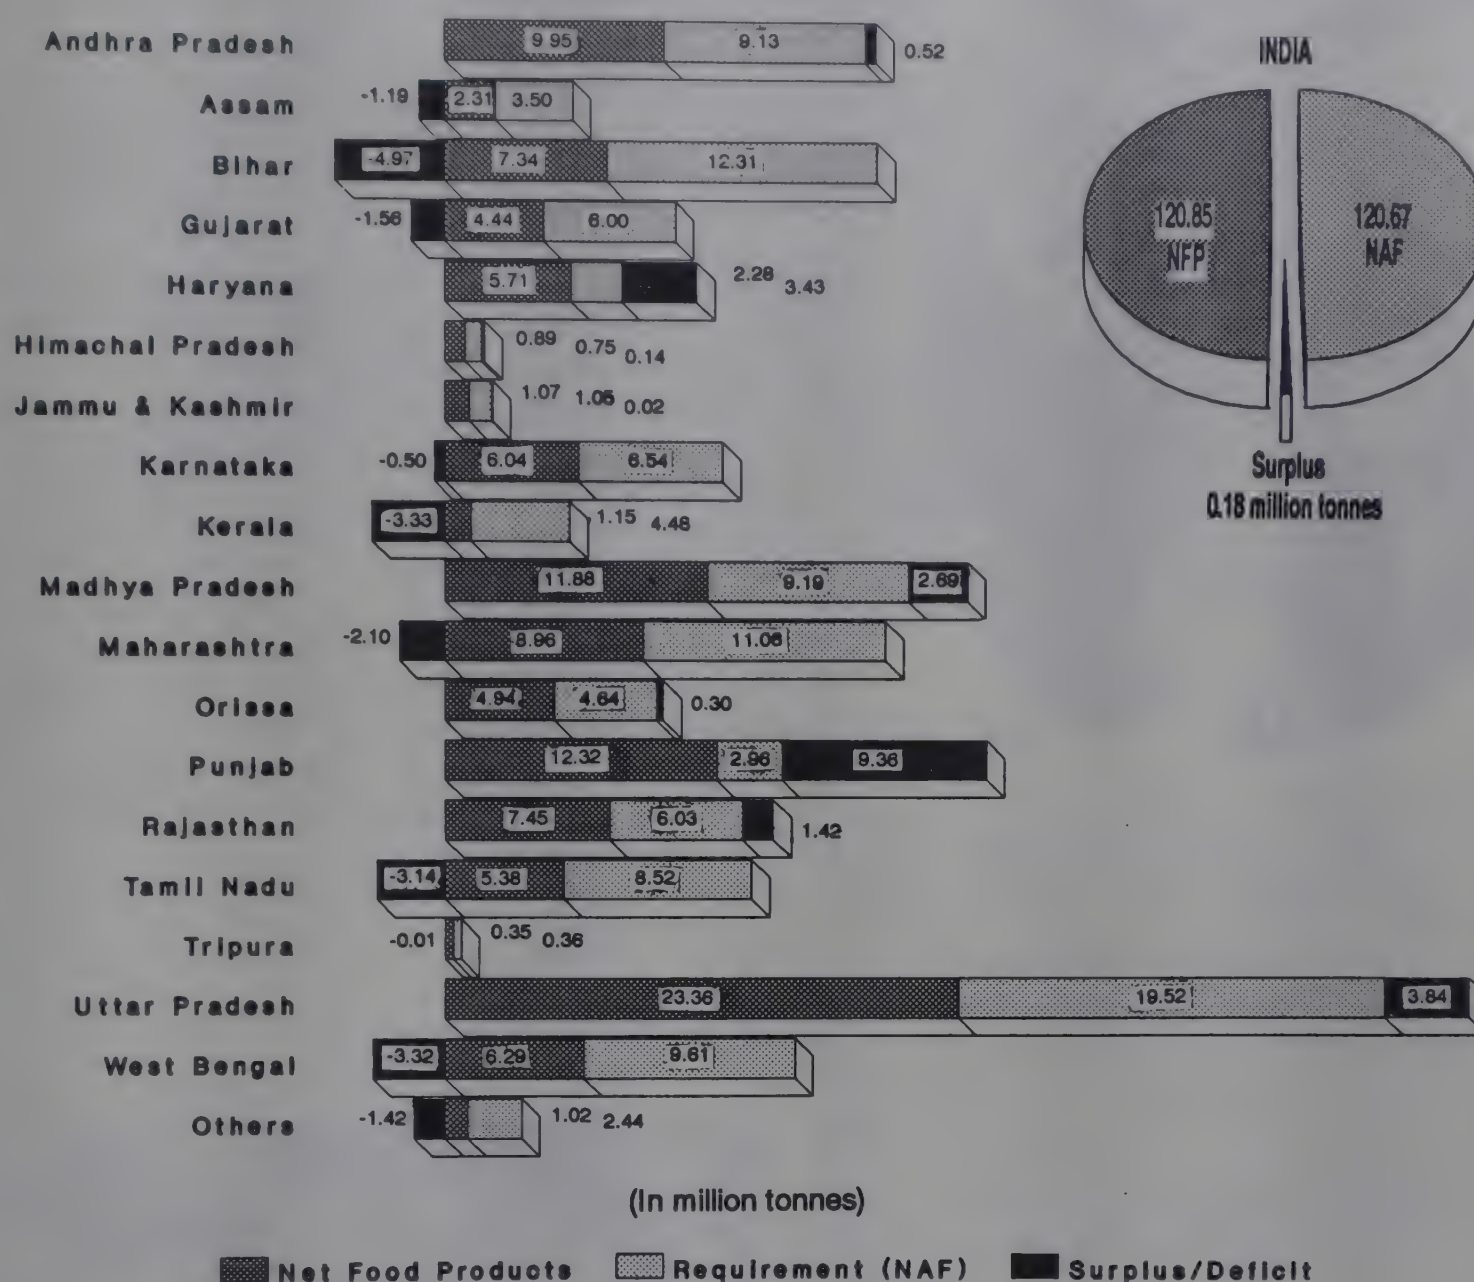 Andhra Pradesh 9.95 9.13 0.52
Assam -1.19 2.31 3.50
Bihar -4.97 7.34 12.31
Gujarat -1.56 4.44 6.00
Haryana 5.71 2.28 3.43
Himachal Pradesh 0.89 0.75 0.14
Jammu & Kashmir 1.07 1.05 0.02
Karnataka -0.50 6.04 6.54
Kerala -3.33 1.15 4.48
Madhya Pradesh 11.88 9.19 2.69
Maharashtra -2.10 8.96 11.06
Orissa 4.94 4.64 0.30
Punjab 12.32 2.96 9.36
Rajasthan 7.45 6.03 1.42
Tamil Nadu -3.14 5.38 8.52
Tripura -0.01 0.35 0.36
Uttar Pradesh 23.36 19.52 3.84
West Bengal -3.32 6.29 9.61
Others -1.42 1.02 2.44
(In million tonnes)
Net Food Products Requirement (NAF) Surplus/Deficit
INDIA
120.85 120.67
NFP NAF
Surplus
0.18 million tonnes